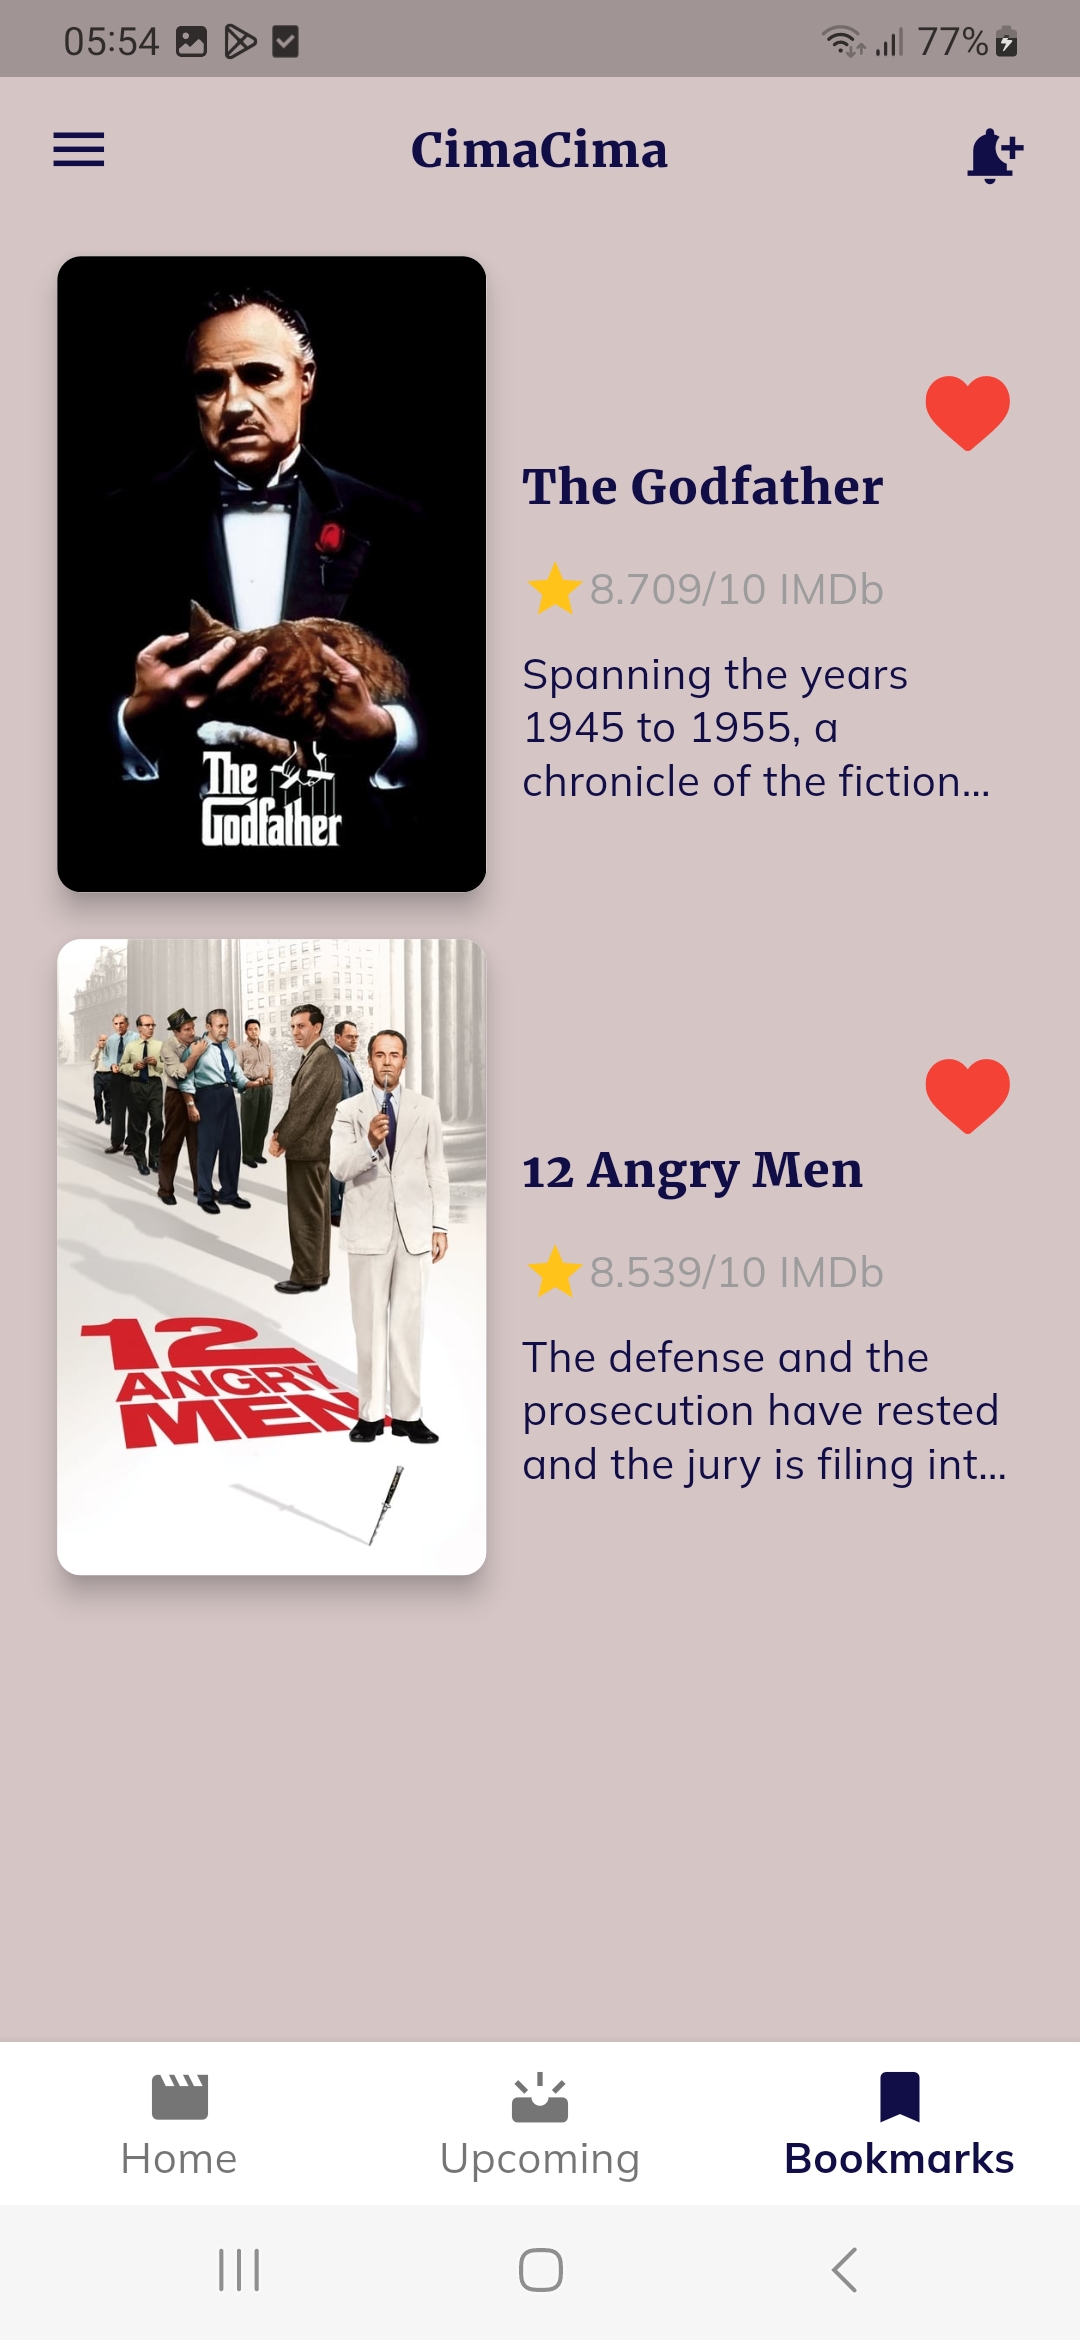 05:54
77%
CimaCima
The Godfather
8.709/10 IMDb
Spanning the years
1945 to 1955, a
chronicle of the fiction...
The
Godfather
12 Angry Men
8.539/10 IMDb
The defense and the
prosecution have rested
and the jury is filing int...
12
ANGRY
MEN
Home
Upcoming
Bookmarks